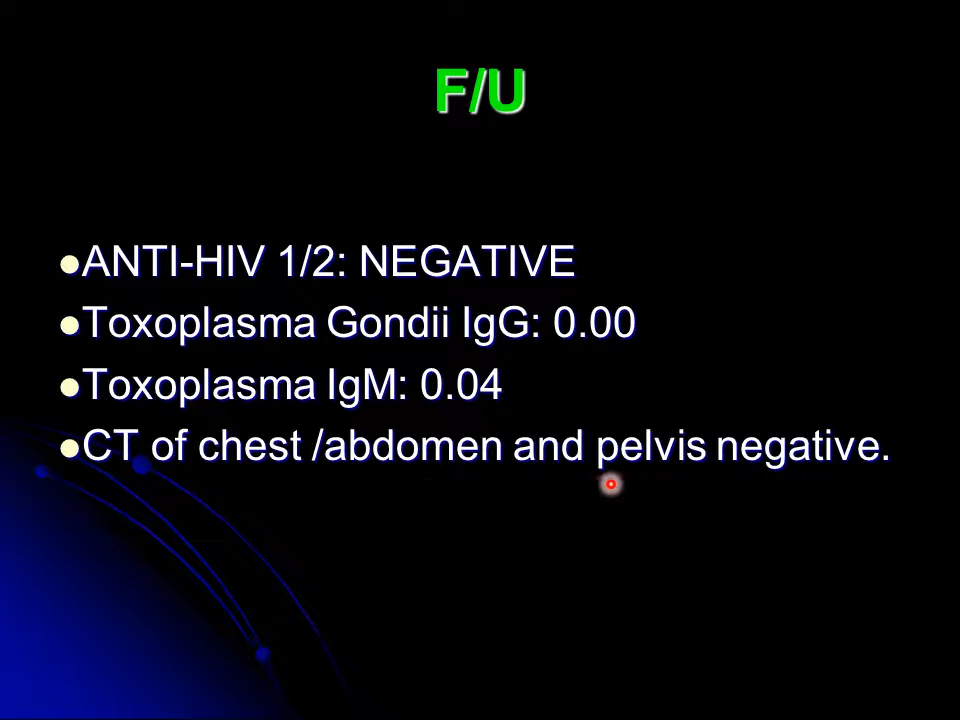 F/U
ANTI-HIV 1/2: NEGATIVE
Toxoplasma Gondii IgG: 0.00
Toxoplasma IgM: 0.04
CT of chest /abdomen and pelvis negative.